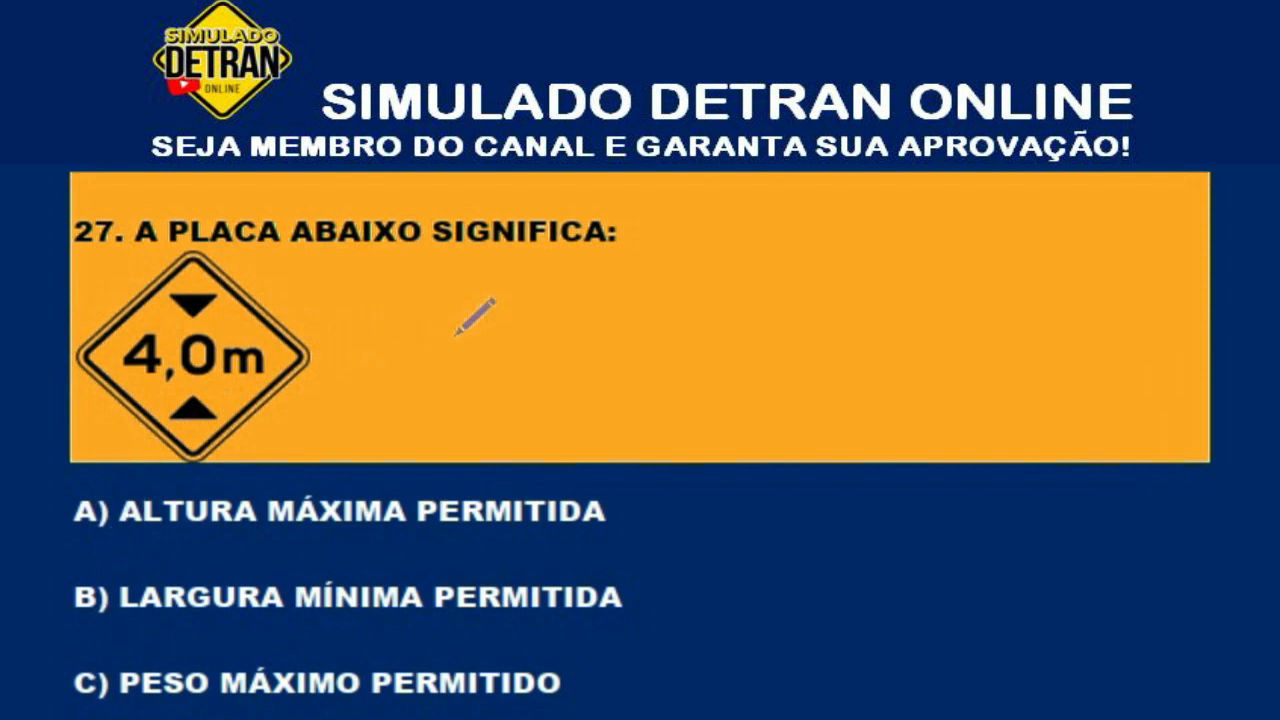 SIMULADO
DETRAN
ONLINE
SIMULADO DETRAN ONLINE
SEJA MEMBRO DO CANAL E GARANTA SUA APROVAÇÃO!
27. A PLACA ABAIXO SIGNIFICA:
4,0m
A) ALTURA MÁXIMA PERMITIDA
B) LARGURA MÍNIMA PERMITIDA
C) PESO MÁXIMO PERMITIDO